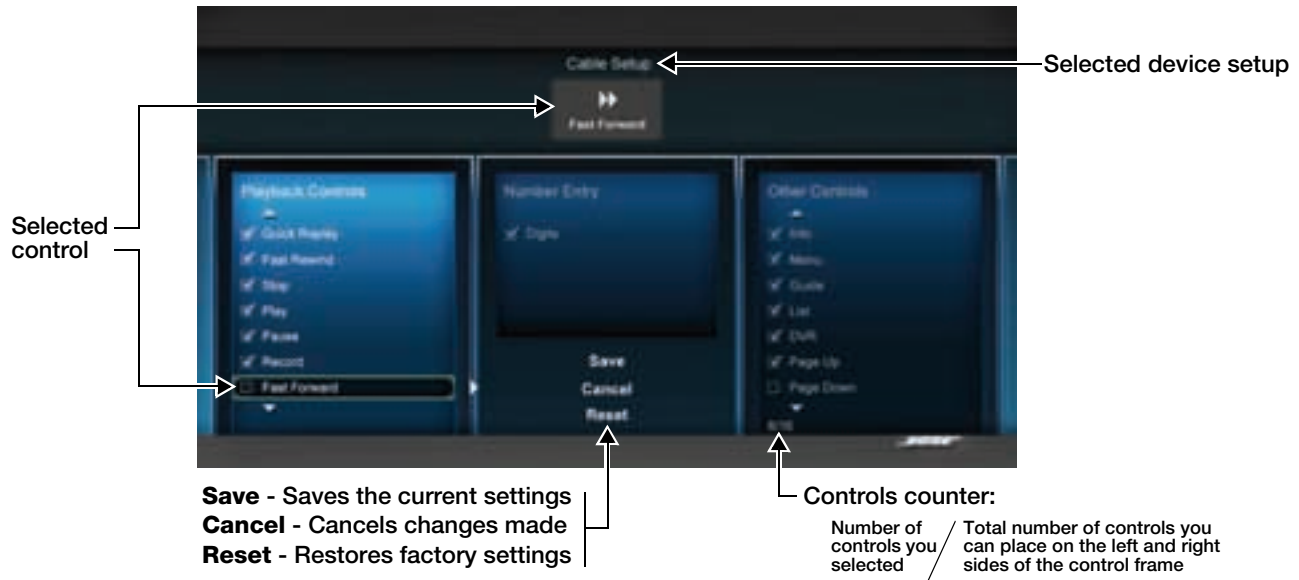 Cable Setup
Selected device setup
Fast Forward
Selected
control
Playback Controls
Quick Replay
Fast Rewind
Stop
Play
Pause
Record
Fast Forward
Number Entry
Digits
Save
Cancel
Reset
Other Controls
Info
Menu
Guide
List
DVR
Page Up
Page Down
Save - Saves the current settings
Cancel - Cancels changes made
Reset - Restores factory settings
Controls counter:
Number of
controls you
selected
/
Total number of controls you
can place on the left and right
sides of the control frame